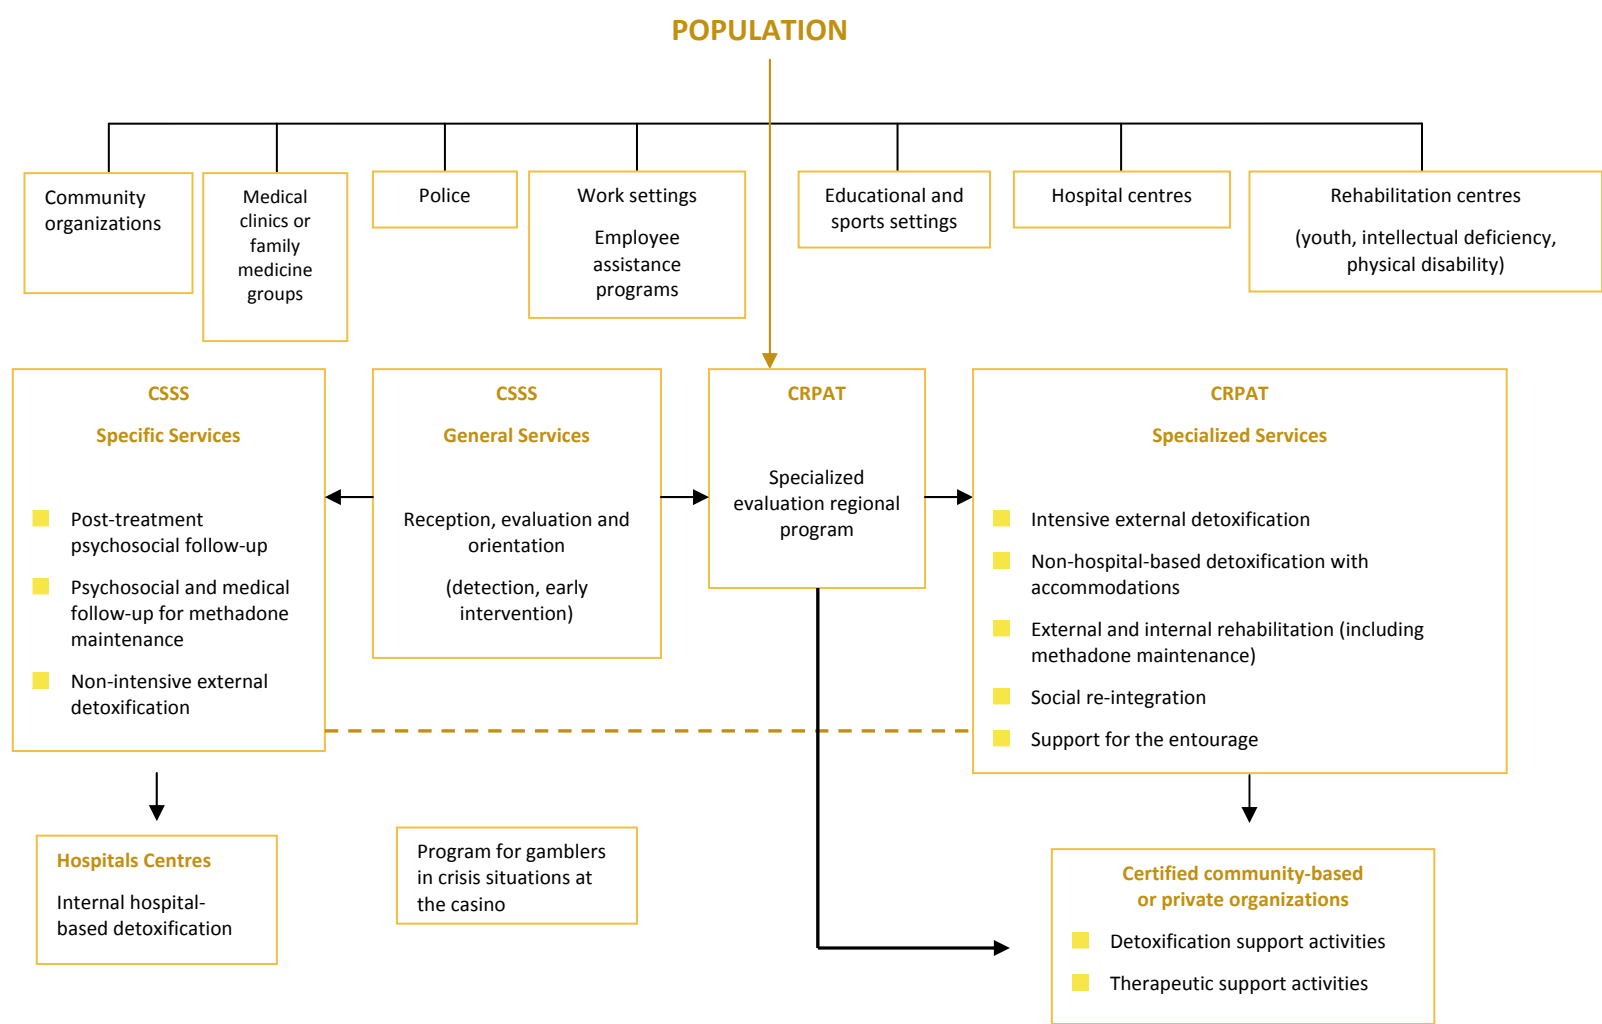 POPULATION
Community
organizations
Medical
clinics or
family
medicine
groups
Police
Work settings
Employee
assistance
programs
Educational and
sports settings
Hospital centres
Rehabilitation centres
(youth, intellectual deficiency,
physical disability)
CSSS
Specific Services
Post-treatment
psychosocial follow-up
Psychosocial and medical
follow-up for methadone
maintenance
Non-intensive external
detoxification
CSSS
General Services
Reception, evaluation and
orientation
(detection, early
intervention)
CRPAT
Specialized
evaluation regional
program
CRPAT
Specialized Services
Intensive external detoxification
Non-hospital-based detoxification with
accommodations
External and internal rehabilitation (including
methadone maintenance)
Social re-integration
Support for the entourage
Hospitals Centres
Internal hospital-
based detoxification
Program for gamblers
in crisis situations at
the casino
Certified community-based
or private organizations
Detoxification support activities
Therapeutic support activities